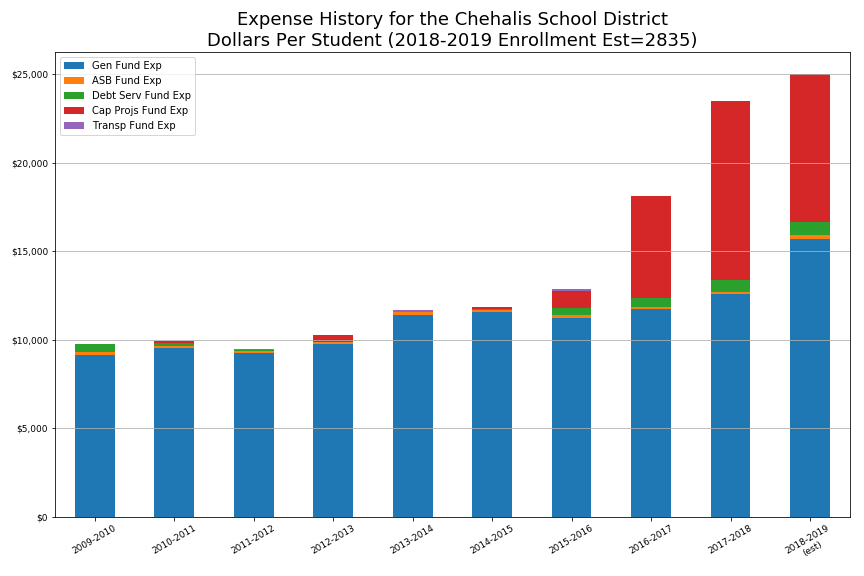 Expense History for the Chehalis School District
Dollars Per Student (2018-2019 Enrollment Est=2835)
Gen Fund Exp
ASB Fund Exp
Debt Serv Fund Exp
Cap Projs Fund Exp
Transp Fund Exp
$25,000
$20,000
$15,000
$10,000
$5,000
$0
2009-2010
2010-2011
2011-2012
2012-2013
2013-2014
2014-2015
2015-2016
2016-2017
2017-2018
2018-2019
(est)